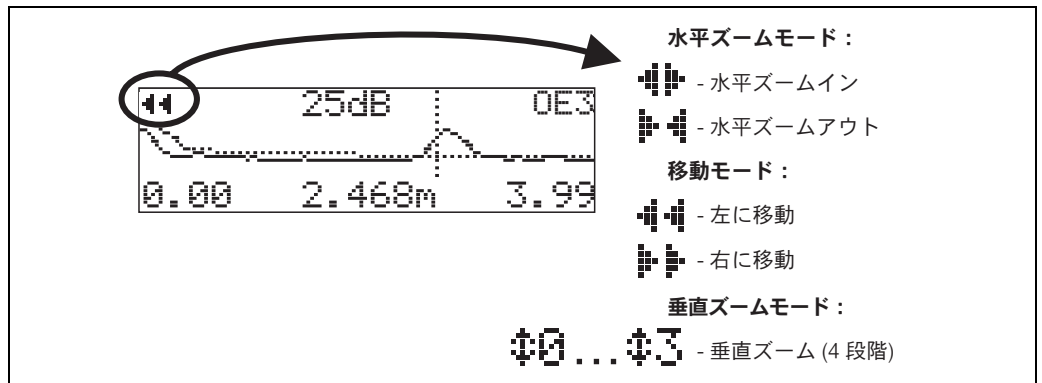 水平ズームモード：
- 水平ズームイン
- 水平ズームアウト
移動モード：
- 左に移動
- 右に移動
垂直ズームモード：
0...3 - 垂直ズーム (4 段階)
25dB 0E3
0.00 2.468m 3.99